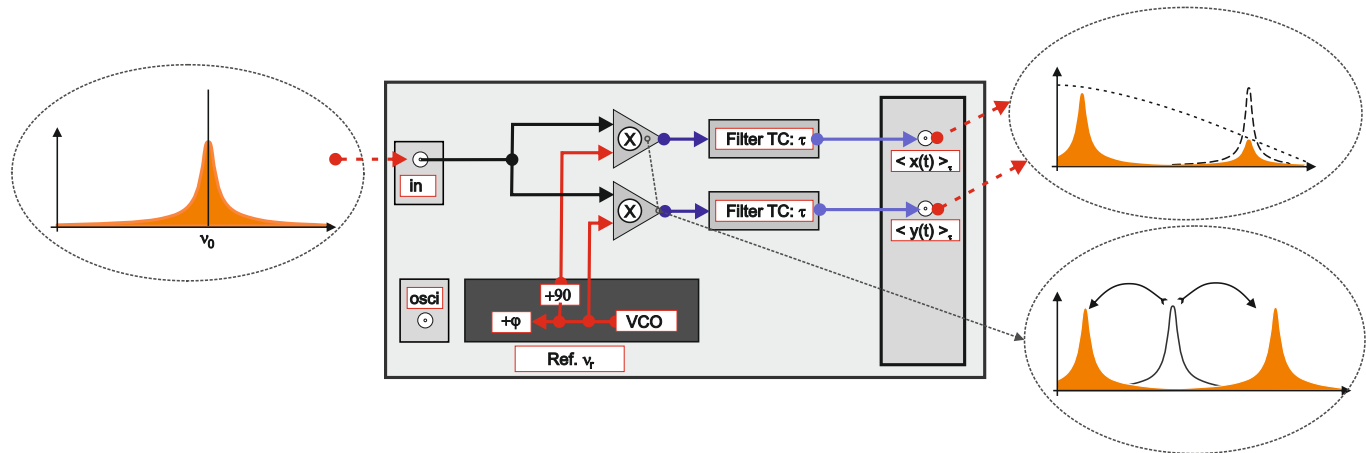 ν₀
in
osci
X
X
+90
+φ
VCO
Ref. νᵣ
Filter TC: τ
Filter TC: τ
< x(t) >τ
< y(t) >τ